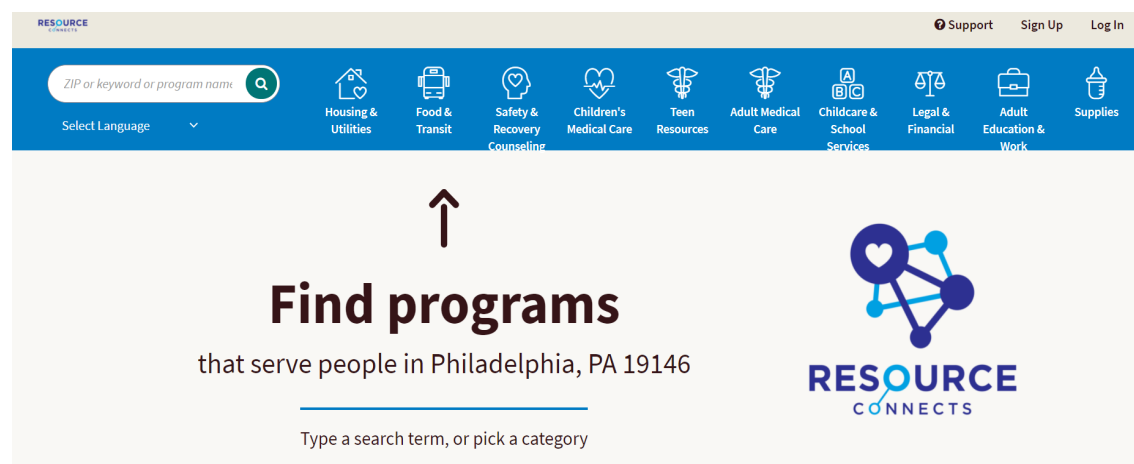 RESOURCE
CONNECTS
Support Sign Up Log In
ZIP or keyword or program name
Select Language
Housing &
Utilities
Food &
Transit
Safety &
Recovery
Counseling
Children's
Medical Care
Teen
Resources
Adult Medical
Care
A
B C
Childcare &
School
Services
Legal &
Financial
Adult
Education &
Work
Supplies
Find programs
that serve people in Philadelphia, PA 19146
Type a search term, or pick a category
RESOURCE
CONNECTS